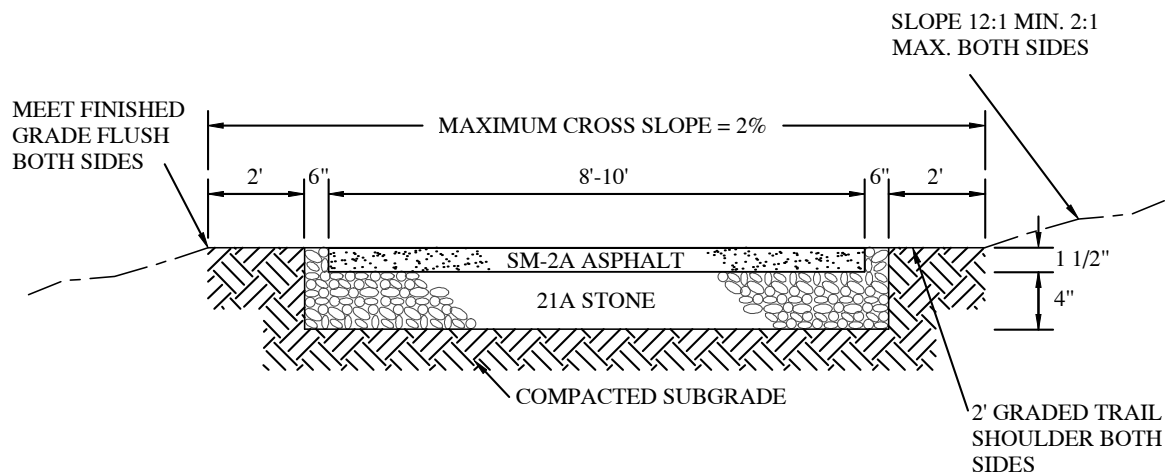 SLOPE 12:1 MIN. 2:1
MAX. BOTH SIDES
MEET FINISHED
GRADE FLUSH
BOTH SIDES
MAXIMUM CROSS SLOPE = 2%
2' 6" 8'-10' 6" 2'
SM-2A ASPHALT
1 1/2"
21A STONE
4"
COMPACTED SUBGRADE
2' GRADED TRAIL
SHOULDER BOTH
SIDES